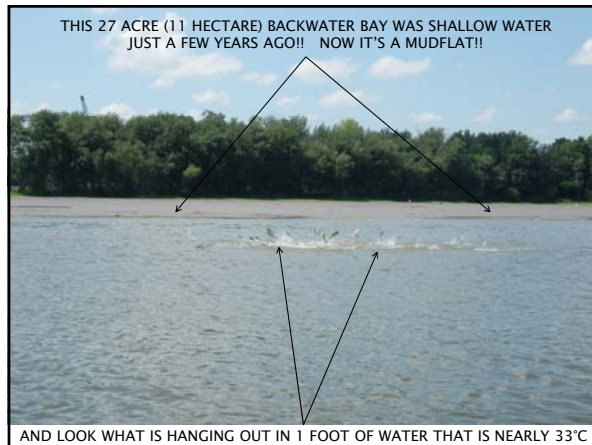 THIS 27 ACRE (11 HECTARE) BACKWATER BAY WAS SHALLOW WATER
JUST A FEW YEARS AGO!! NOW IT'S A MUDFLAT!!
AND LOOK WHAT IS HANGING OUT IN 1 FOOT OF WATER THAT IS NEARLY 33°C